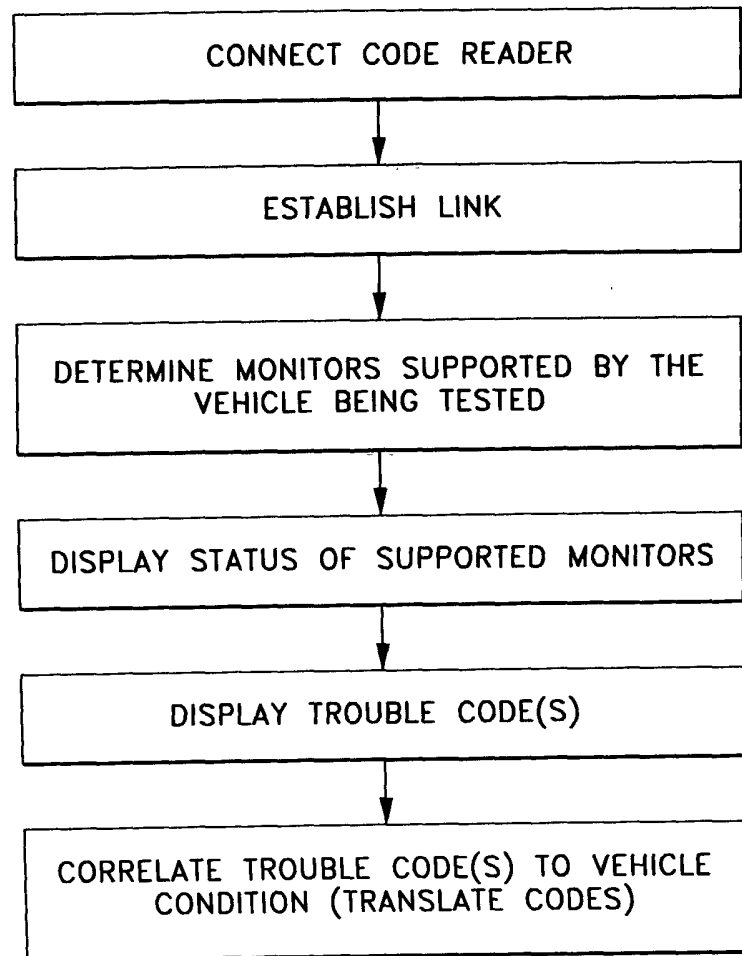 CONNECT CODE READER
ESTABLISH LINK
DETERMINE MONITORS SUPPORTED BY THE
VEHICLE BEING TESTED
DISPLAY STATUS OF SUPPORTED MONITORS
DISPLAY TROUBLE CODE(S)
CORRELATE TROUBLE CODE(S) TO VEHICLE
CONDITION (TRANSLATE CODES)